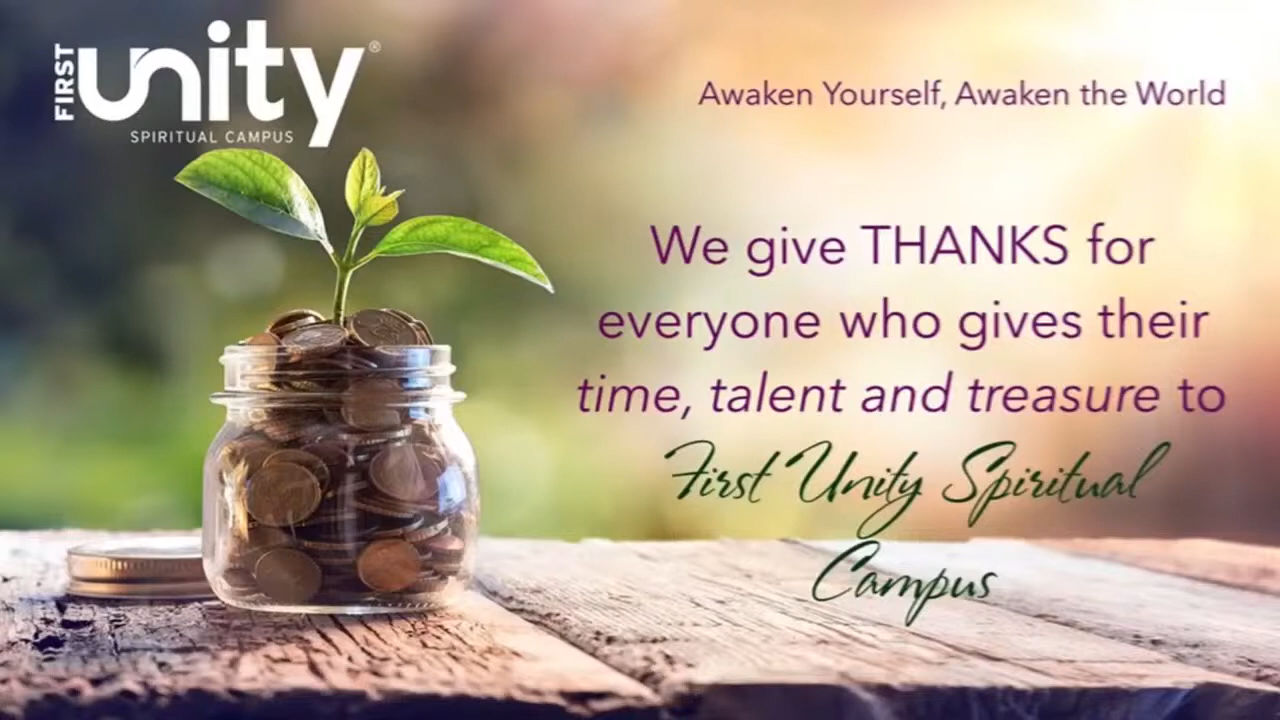 FIRST
unity®
SPIRITUAL CAMPUS
Awaken Yourself, Awaken the World
We give THANKS for
everyone who gives their
time, talent and treasure to
First Unity Spiritual
Campus